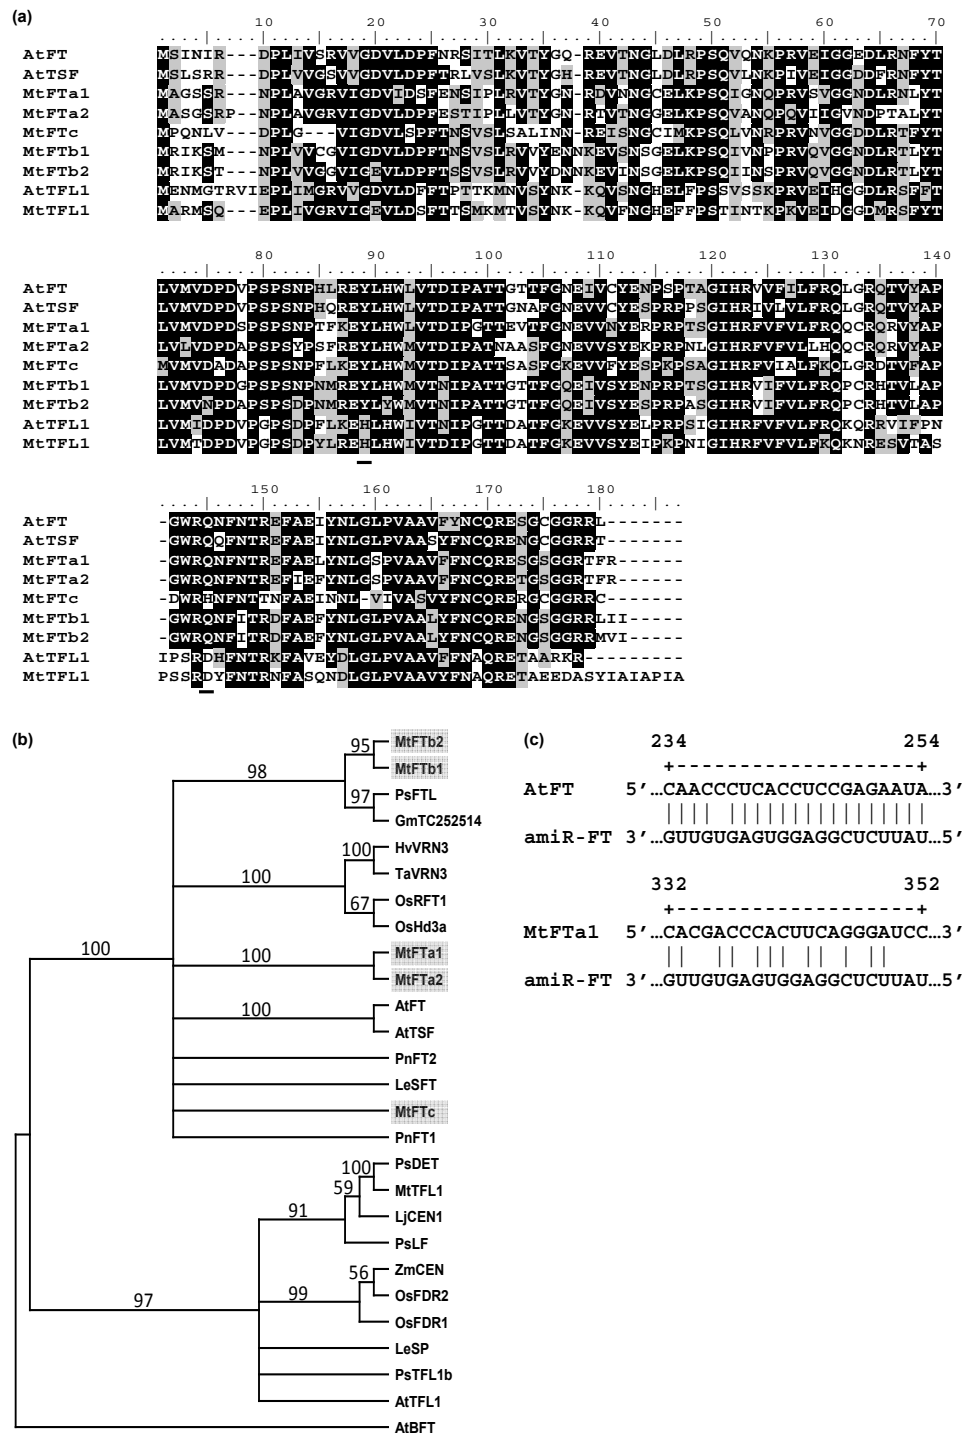 (a)
10 20 30 40 50 60 70
AtFT MSINIR---DPLIVSRVVGDVLDPFNRSITLKVTYGQ-REVTNGLDLRPSQVQNKPRVEIGGEDLRNFYT
AtTSF MSLSRR---DPLVVGSVVGDVLDPFTRLVSLKVTYGH-REVTNGLDLRPSQVLNKPIVEIGGDDFRNFYT
MtFTa1 MAGSSR---NPLAVGRVIGDVIDSFENSIPLRVTYGN-RDVNNGCELKPSQIGNQPRVSVGGNDLRNLYT
MtFTa2 MASGSRP--NPLAVGRVIGDVLDPFESTIPLLVTYGN-RTVTNGGELKPSQVANQPQVIIGVNDPTALYT
MtFTc MPQNLV---DPLG---VIGDVLSPFTNSVSLSALINN-REISNGCIMKPSQLVNRPRVNVGGDDLRTFYT
MtFTb1 MRIKSM---NPLVVCGVIGDVLDPFTNSVSLRVVYENNKEVSNSGELKPSQIVNPPRVQVGGNDLRTLYT
MtFTb2 MRIKST---NPLVVGGVIGEVLDPFTSSVSLRVVYDNNKEVINSGELKPSQIINSPRVQVGGNDLRTLYT
AtTFL1 MENMGTRVIEPLIMGRVVGDVLDFFTPTTKMNVSYNK-KQVSNGHELFPSSVSSKPRVEIHGGDLRSFFT
MtTFL1 MARMSQ---EPLIVGRVIGEVLDSFTTSMKMTVSYNK-KQVFNGHEFFPSTINTKPKVEIDGGDMRSFYT
80 90 100 110 120 130 140
AtFT LVMVDPDVPSPSNPHLREYLHWLVTDIPATTGTTFGNEIVCYENPSPTAGIHRVVFILFRQLGRQTVYAP
AtTSF LVMVDPDVPSPSNPHQREYLHWLVTDIPATTGNAFGNEVVCYESPRPPSGIHRIVLVLFRQLGRQTVYAP
MtFTa1 LVMVDPDSPSPSNPTFKEYLHWLVTDIPGTTEVTFGNEVVNYERPRPTSGIHRFVFVLFRQQCRQRVYAP
MtFTa2 LVLVDPDAPSPSYPSFREYLHWMVTDIPATNAASFGNEVVSYEKPRPNLGIHRFVFVLLHQQCRQRVYAP
MtFTc MVMVDADAPSPSNPFLKEYLHWMVTDIPATTSASFGKEVVFYESPKPSAGIHRFVIALFKQLGRDTVFAP
MtFTb1 LVMVDPDGPSPSNPNMREYLHWMVTNIPATTGTTFGQEIVSYENPRPTSGIHRVIFVLFRQPCRHTVLAP
MtFTb2 LVMVNPDAPSPSDPNMREYLYWMVTNIPATTGTTFGQEIVSYESPRPASGIHRVIFVLFRQPCRHTVLAP
AtTFL1 LVMIDPDVPGPSDPFLKEHLHWIVTDIPGTTDATFGKEVVSYELPRPSIGIHRFVFVLFRQKQRRVIFPN
MtTFL1 LVMTDPDVPGPSDPYLREHLHWIVTDIPGTTDATFGKEVVSYEIPKPNIGIHRFVFVLFKQKNRESVTAS
150 160 170 180
AtFT -GWRQNFNTREFAEIYNLGLPVAAVFYNCQRESGCGGRRL-------
AtTSF -GWRQQFNTREFAEIYNLGLPVAASYFNCQRENGCGGRRT-------
MtFTa1 -GWRQNFNTREFAELYNLGSPVAAVFFNCQRESGSGGRTFR------
MtFTa2 -GWRQNFNTREFIEFYNLGSPVAAVFFNCQRETGSGGRTFR------
MtFTc -DWRHNFNTTNFAEINNL-VIVASVYFNCQRERGCGGRRC-------
MtFTb1 -GWRQNFITRDFAEFYNLGLPVAALYFNCQRENGSGGRRLII-----
MtFTb2 -GWRQNFITRDFAEFYNLGLPVAALYFNCQRENGSGGRRMVI-----
AtTFL1 IPSRDHFNTRKFAVEYDLGLPVAAVFFNAQRETAARKR---------
MtTFL1 PSSRDYFNTRNFASQNDLGLPVAAVYFNAQRETAEEDASYIAIAPIA
(b)
95 MtFTb2
MtFTb1
98
97 PsFTL
GmTC252514
100 HvVRN3
TaVRN3
100
67 OsRFT1
OsHd3a
100
MtFTa1
100
MtFTa2
AtFT
100
AtTSF
PnFT2
LeSFT
MtFTc
PnFT1
100 PsDET
59 MtTFL1
91 LjCEN1
PsLF
56 ZmCEN
97 99 OsFDR2
OsFDR1
LeSP
PsTFL1b
AtTFL1
AtBFT
(c)
234 254
+--------------------+
AtFT 5′…CAACCCUCACCUCCGAGAAUA…3′
amiR-FT 3′…GUUGUGAGUGGAGGCUCUUAU…5′
332 352
+--------------------+
MtFTa1 5′…CACGACCCACUUCAGGGAUCC…3′
amiR-FT 3′…GUUGUGAGUGGAGGCUCUUAU…5′